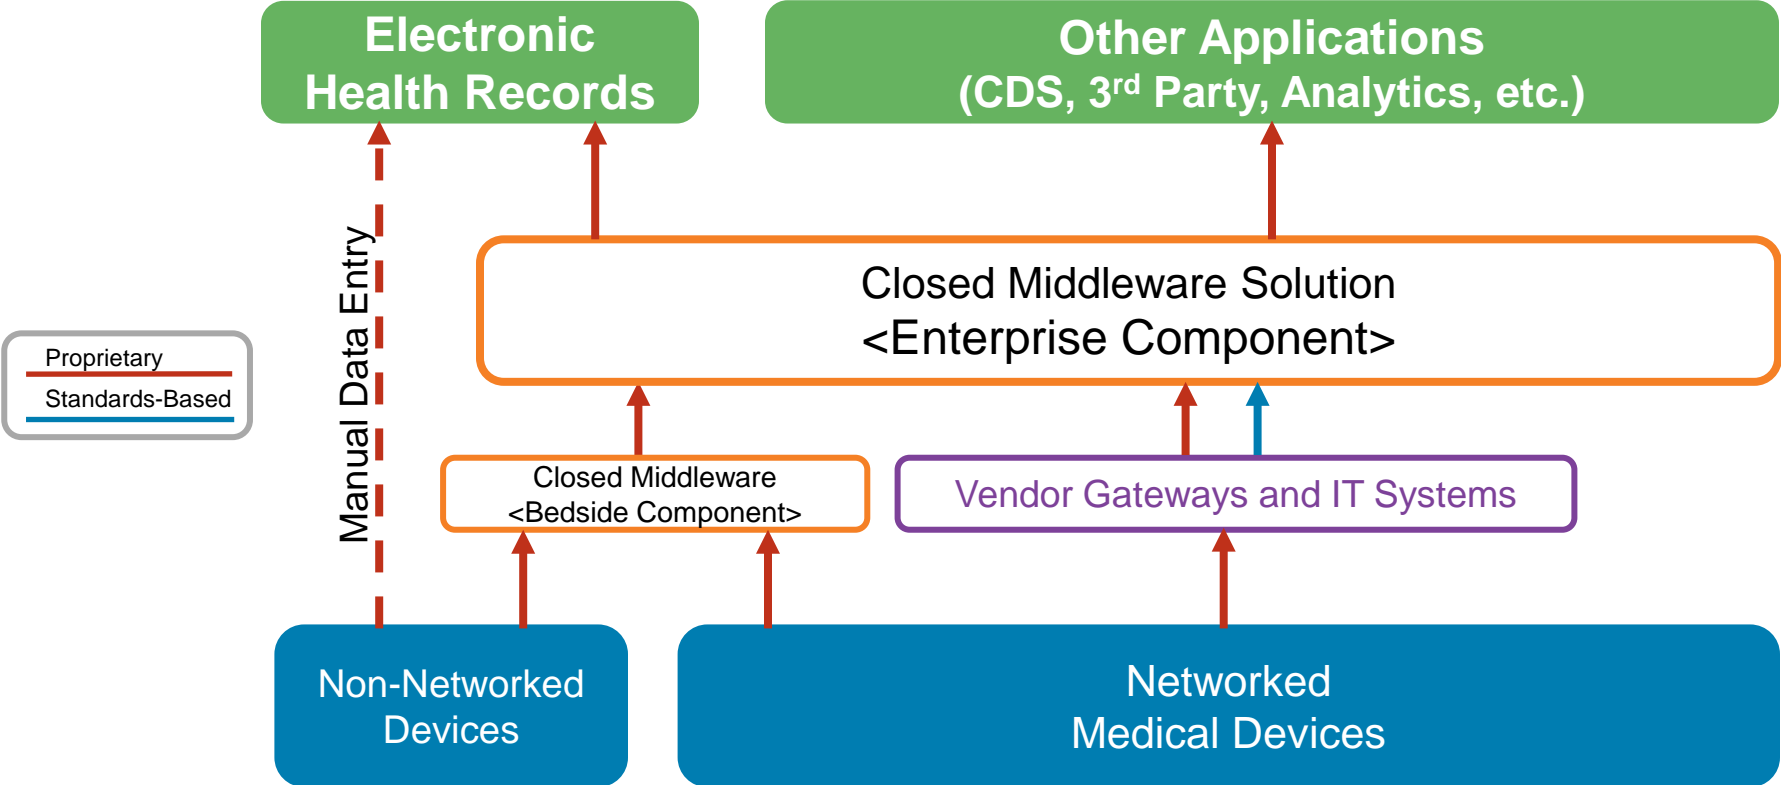 Electronic
Health Records
Other Applications
(CDS, 3rd Party, Analytics, etc.)
Manual Data Entry
Closed Middleware Solution
<Enterprise Component>
Proprietary
Standards-Based
Closed Middleware
<Bedside Component>
Vendor Gateways and IT Systems
Non-Networked
Devices
Networked
Medical Devices